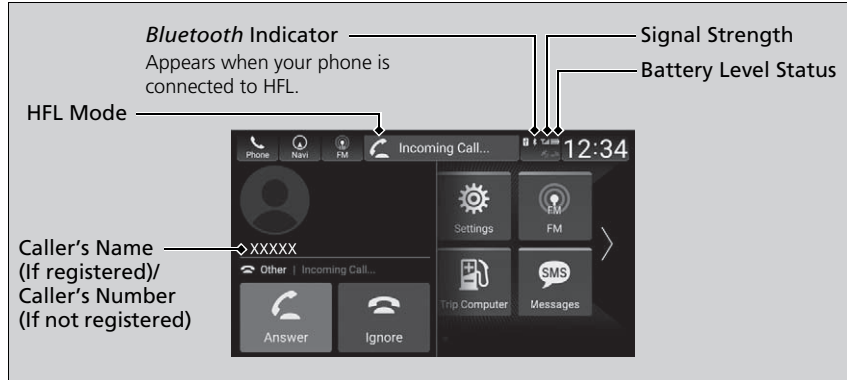 Bluetooth Indicator
Appears when your phone is
connected to HFL.
Signal Strength
Battery Level Status
HFL Mode
Phone
Navi
FM
Incoming Call...
12:34
Caller's Name
(If registered)/
Caller's Number
(If not registered)
XXXXX
Other | Incoming Call...
Answer
Ignore
Settings
FM
FM
Trip Computer
SMS
Messages